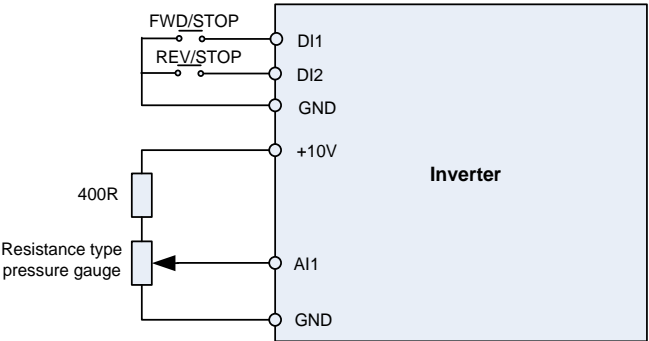 FWD/STOP
DI1
REV/STOP
DI2
GND
+10V
Inverter
400R
Resistance type
pressure gauge
AI1
GND